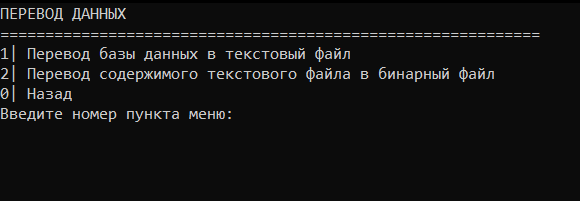 ПЕРЕВОД ДАННЫХ
============================================================
1| Перевод базы данных в текстовый файл
2| Перевод содержимого текстового файла в бинарный файл
0| Назад
Введите номер пункта меню: